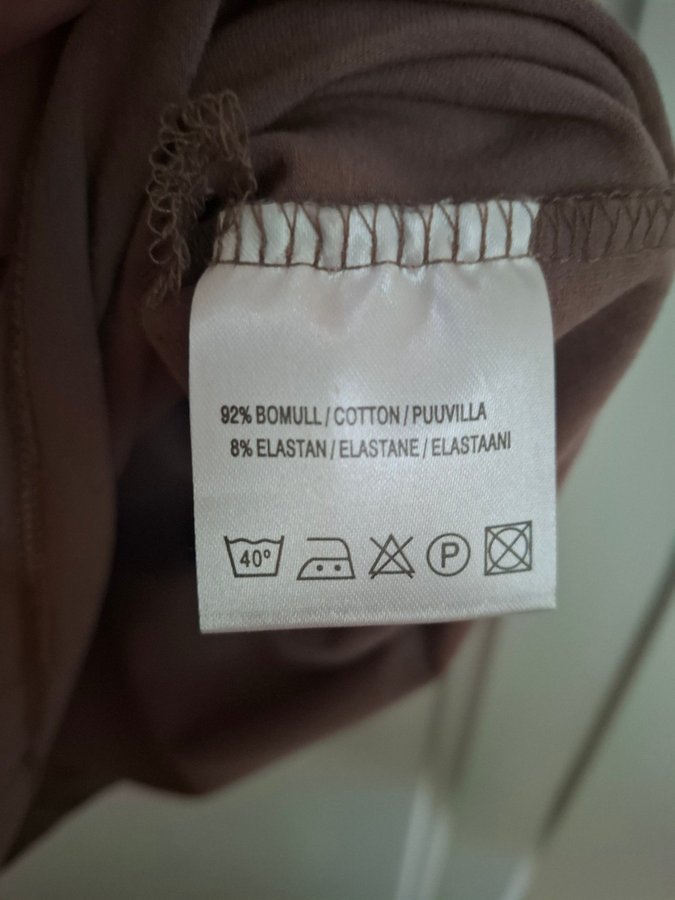 92% BOMULL / COTTON / PUUVILLA
8% ELASTAN / ELASTANE / ELASTAANI
40° P